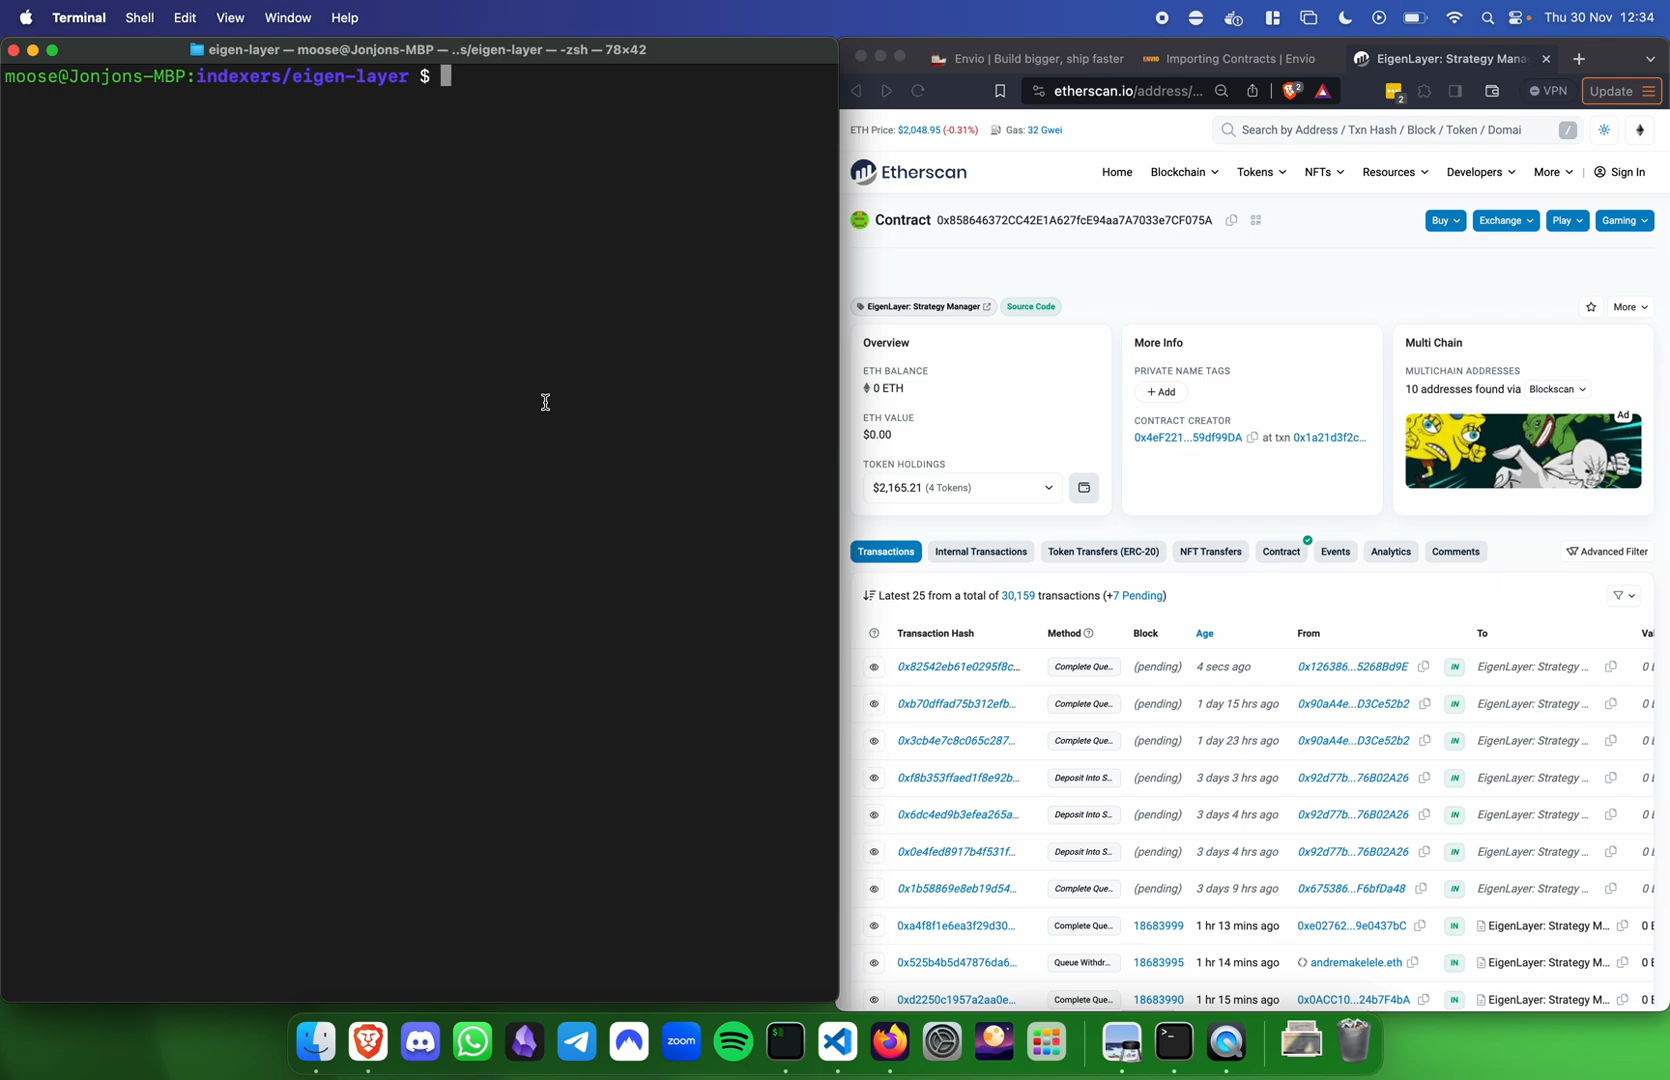 Terminal Shell Edit View Window Help
Thu 30 Nov 12:34
eigen-layer — moose@Jonjons-MBP — ..s/eigen-layer — -zsh — 78×42
moose@Jonjons-MBP:indexers/eigen-layer $
Envio | Build bigger, ship faster
ENVIO Importing Contracts | Envio
EigenLayer: Strategy Mana
etherscan.io/address/...
2
2
VPN
Update
ETH Price: $2,048.95 (-0.31%) Gas: 32 Gwei
Search by Address / Txn Hash / Block / Token / Domai
/
Etherscan
Home Blockchain Tokens NFTs Resources Developers More | Sign In
Contract 0x858646372CC42E1A627fcE94aa7A7033e7CF075A
Buy Exchange Play Gaming
EigenLayer: Strategy Manager Source Code
More
Overview
ETH BALANCE
0 ETH
ETH VALUE
$0.00
TOKEN HOLDINGS
$2,165.21 (4 Tokens)
More Info
PRIVATE NAME TAGS
+ Add
CONTRACT CREATOR
0x4eF221...59df99DA at txn 0x1a21d3f2c...
Multi Chain
MULTICHAIN ADDRESSES
10 addresses found via Blockscan
Ad
Transactions Internal Transactions Token Transfers (ERC-20) NFT Transfers Contract Events Analytics Comments Advanced Filter
Latest 25 from a total of 30,159 transactions (+7 Pending)
Transaction Hash Method Block Age From To Val
0x82542eb61e0295f8c... Complete Que... (pending) 4 secs ago 0x126386...5268Bd9E IN EigenLayer: Strategy ... 0
0xb70dffad75b312efb... Complete Que... (pending) 1 day 15 hrs ago 0x90aA4e...D3Ce52b2 IN EigenLayer: Strategy ... 0
0x3cb4e7c8c065c287... Complete Que... (pending) 1 day 23 hrs ago 0x90aA4e...D3Ce52b2 IN EigenLayer: Strategy ... 0
0xf8b353ffaed1f8e92b... Deposit Into S... (pending) 3 days 3 hrs ago 0x92d77b...76B02A26 IN EigenLayer: Strategy ... 0
0x6dc4ed9b3efea265a... Deposit Into S... (pending) 3 days 4 hrs ago 0x92d77b...76B02A26 IN EigenLayer: Strategy ... 0
0x0e4fed8917b4f531f... Deposit Into S... (pending) 3 days 4 hrs ago 0x92d77b...76B02A26 IN EigenLayer: Strategy ... 0
0x1b58869e8eb19d54... Complete Que... (pending) 3 days 9 hrs ago 0x675386...F6bfDa48 IN EigenLayer: Strategy ... 0
0xa4f8f1e6ea3f29d30... Complete Que... 18683999 1 hr 13 mins ago 0xe02762...9e0437bC IN EigenLayer: Strategy M... 0 E
0x525b4b5d47876da6... Queue Withdr... 18683995 1 hr 14 mins ago andremakelele.eth IN EigenLayer: Strategy M... 0 E
0xd2250c1957a2aa0e... Complete Que... 18683990 1 hr 15 mins ago 0x0ACC10...24b7F4bA IN EigenLayer: Strategy M... 0 E
zoom